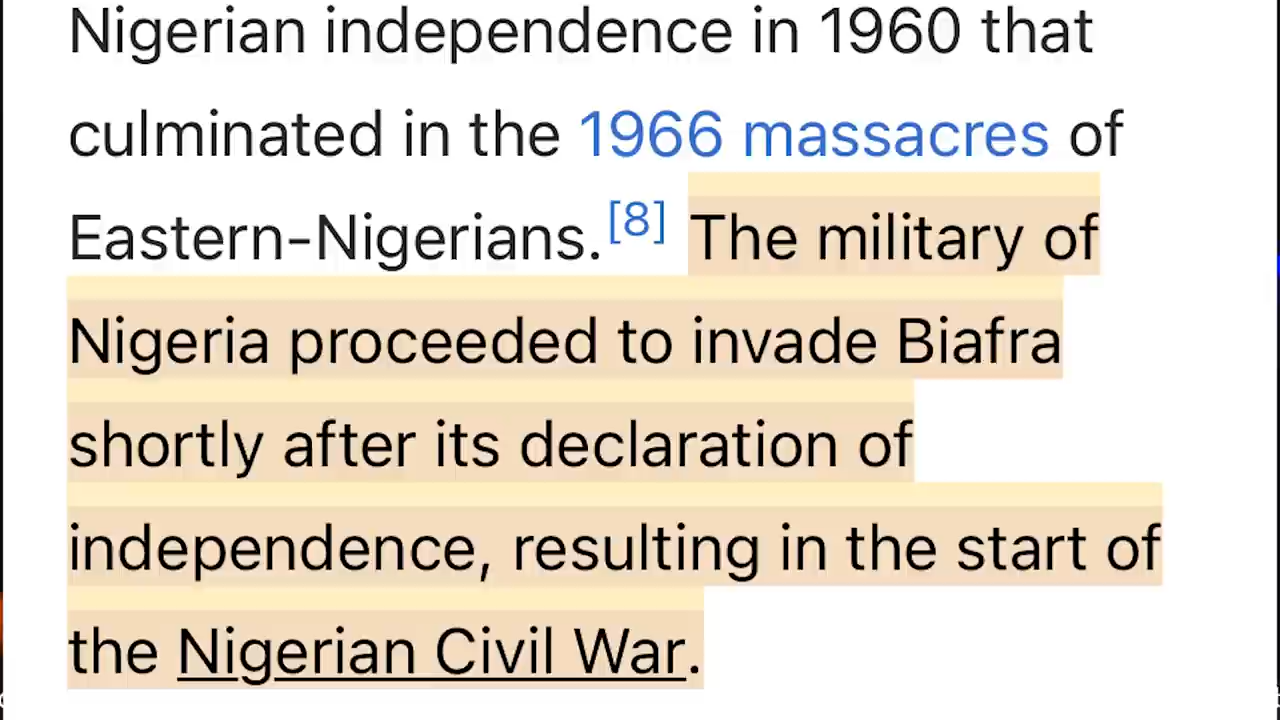 Nigerian independence in 1960 that
culminated in the 1966 massacres of
Eastern-Nigerians.[8] The military of
Nigeria proceeded to invade Biafra
shortly after its declaration of
independence, resulting in the start of
the Nigerian Civil War.